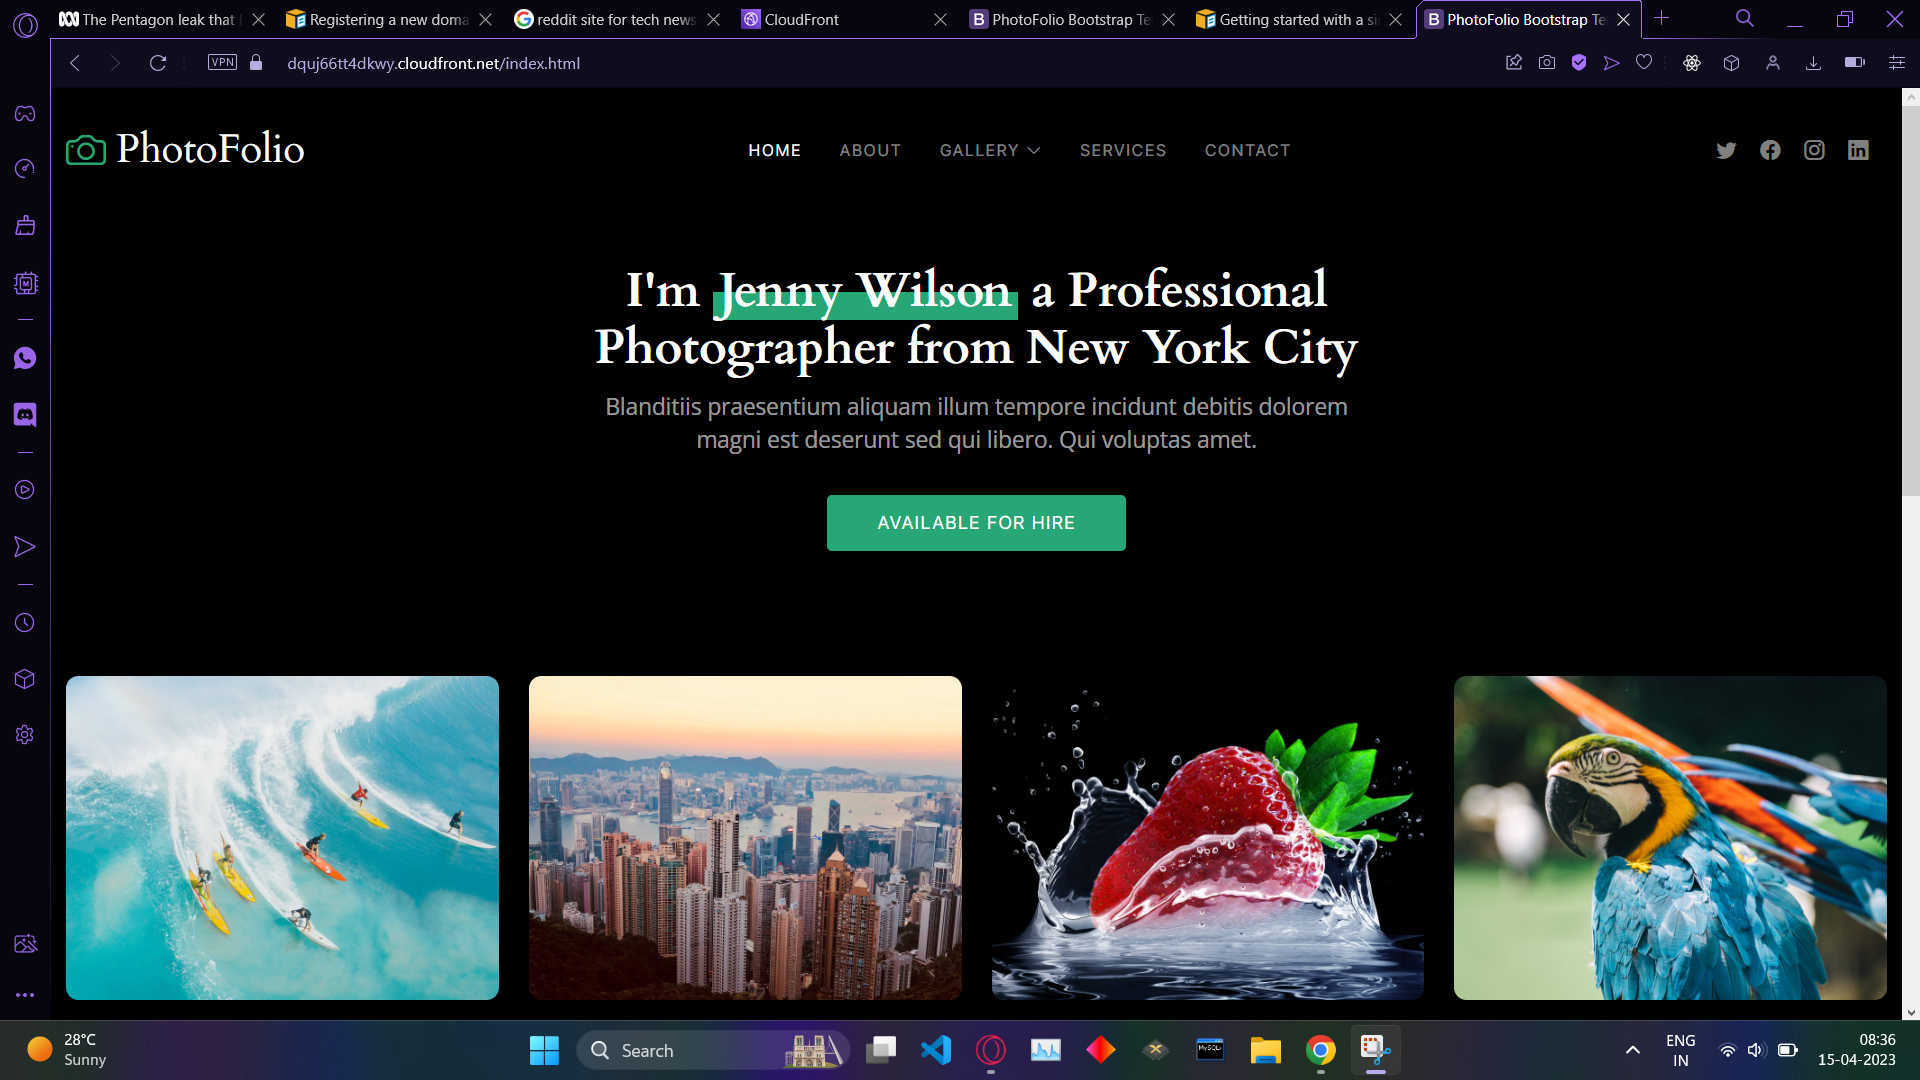 The Pentagon leak that
Registering a new doma
reddit site for tech news
CloudFront
PhotoFolio Bootstrap Te
Getting started with a si
PhotoFolio Bootstrap Te
VPN
dquj66tt4dkwy.cloudfront.net/index.html
PhotoFolio
HOME
ABOUT
GALLERY
SERVICES
CONTACT
I'm Jenny Wilson a Professional
Photographer from New York City
Blanditiis praesentium aliquam illum tempore incidunt debitis dolorem
magni est deserunt sed qui libero. Qui voluptas amet.
AVAILABLE FOR HIRE
28°C
Sunny
Search
MySQL
ENG
IN
08:36
15-04-2023